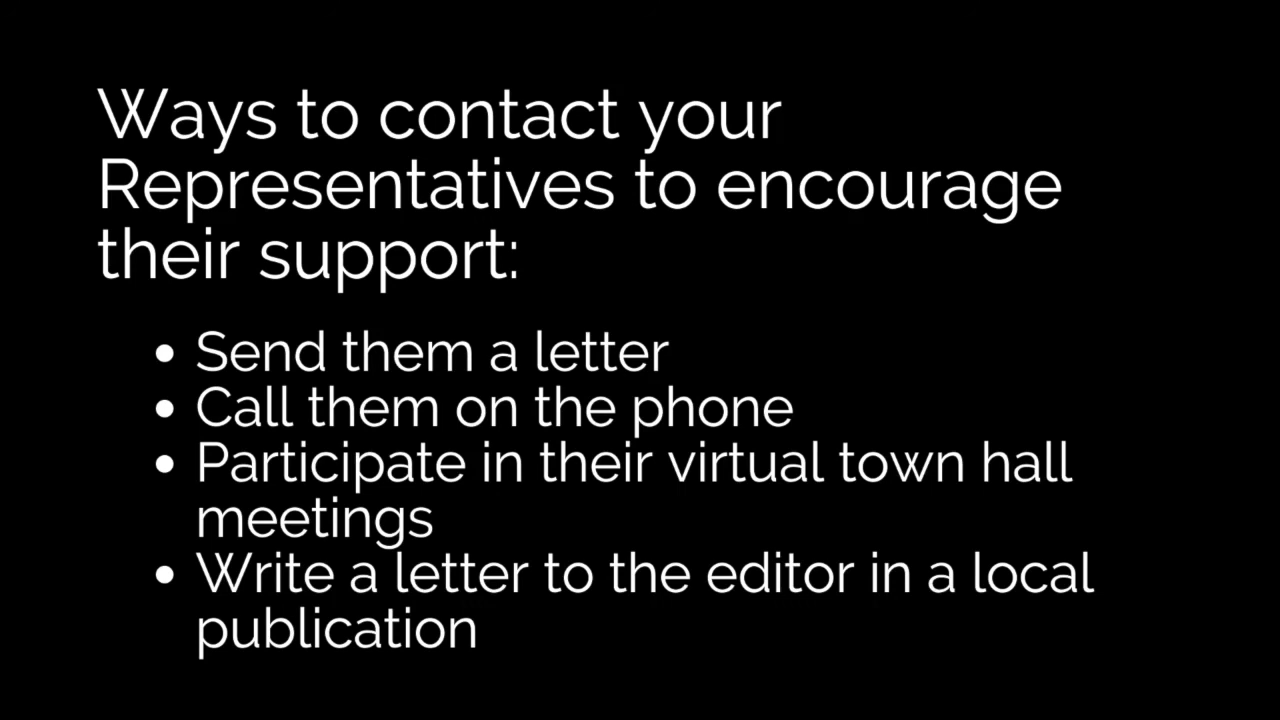 Ways to contact your
Representatives to encourage
their support:
• Send them a letter
• Call them on the phone
• Participate in their virtual town hall
meetings
• Write a letter to the editor in a local
publication